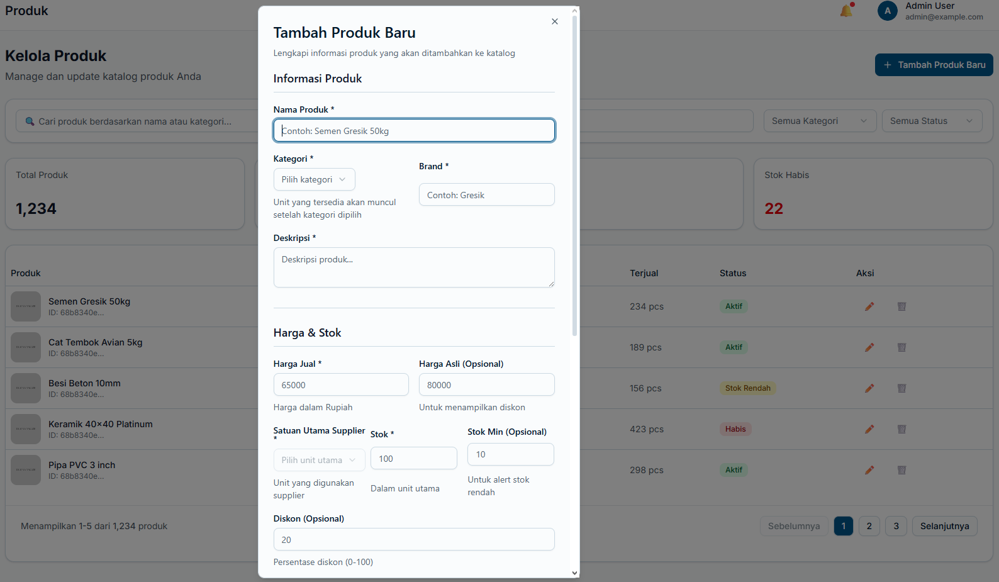 Produk
A
Admin User
admin@example.com
Kelola Produk
Manage dan update katalog produk Anda
+ Tambah Produk Baru
Cari produk berdasarkan nama atau kategori...
Semua Kategori
Semua Status
Total Produk
1,234
Stok Habis
22
Produk
Terjual
Status
Aksi
Semen Gresik 50kg
ID: 68b8340e...
234 pcs
Aktif
Cat Tembok Avian 5kg
ID: 68b8340e...
189 pcs
Aktif
Besi Beton 10mm
ID: 68b8340e...
156 pcs
Stok Rendah
Keramik 40×40 Platinum
ID: 68b8340e...
423 pcs
Habis
Pipa PVC 3 inch
ID: 68b8340e...
298 pcs
Aktif
Menampilkan 1-5 dari 1,234 produk
Sebelumnya
1
2
3
Selanjutnya
Tambah Produk Baru
Lengkapi informasi produk yang akan ditambahkan ke katalog
Informasi Produk
Nama Produk *
Contoh: Semen Gresik 50kg
Kategori *
Pilih kategori
Unit yang tersedia akan muncul
setelah kategori dipilih
Brand *
Contoh: Gresik
Deskripsi *
Deskripsi produk...
Harga & Stok
Harga Jual *
65000
Harga dalam Rupiah
Harga Asli (Opsional)
80000
Untuk menampilkan diskon
Satuan Utama Supplier
*
Pilih unit utama
Unit yang digunakan
supplier
Stok *
100
Dalam unit utama
Stok Min (Opsional)
10
Untuk alert stok
rendah
Diskon (Opsional)
20
Persentase diskon (0-100)